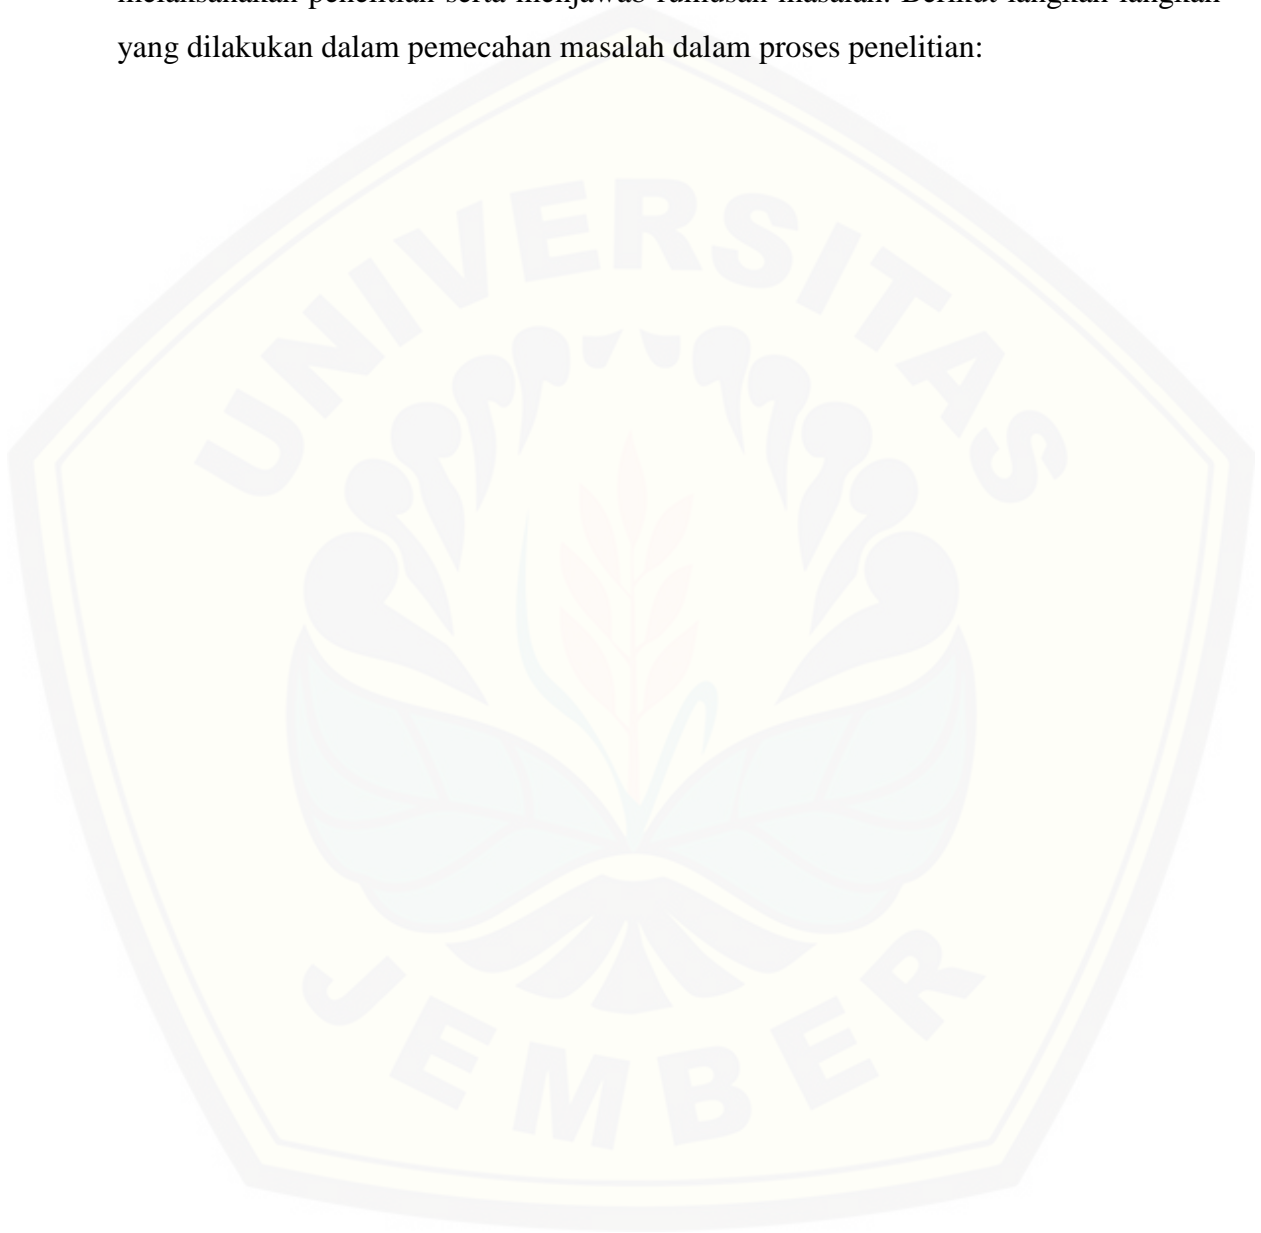 melaksanakan penelitian serta menjawab rumusan masalah. Berikut langkah-langkah
yang dilakukan dalam pemecahan masalah dalam proses penelitian:
UNIVERSITAS
JEMBER